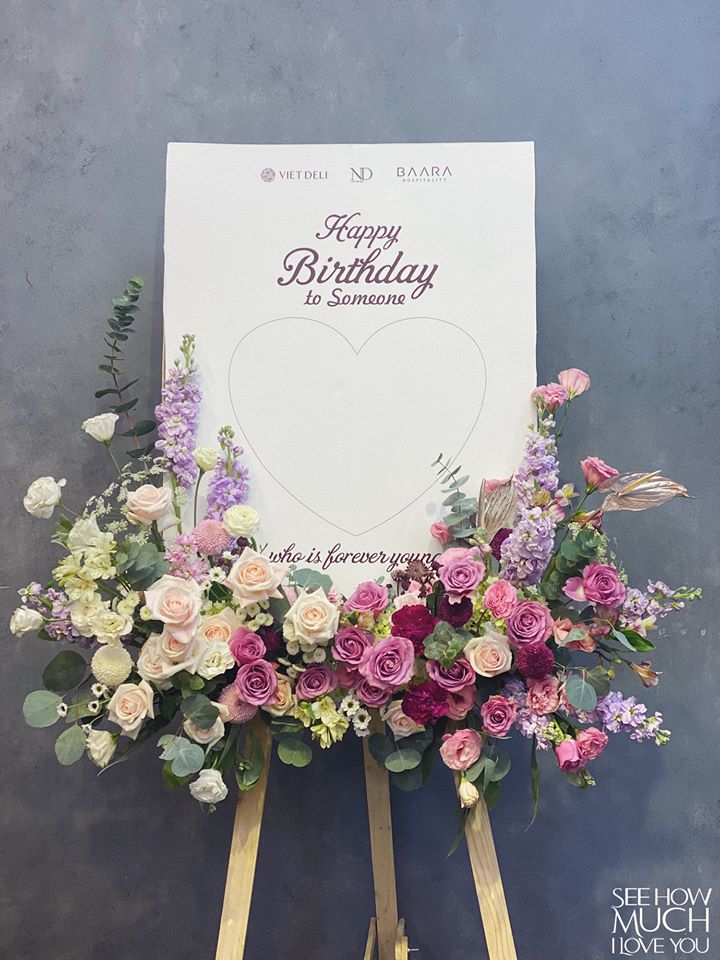 VIET DELI ND BAARA
HOSPITALITY
Happy
Birthday
to Someone
who is forever young
SEE HOW
MUCH
I LOVE YOU